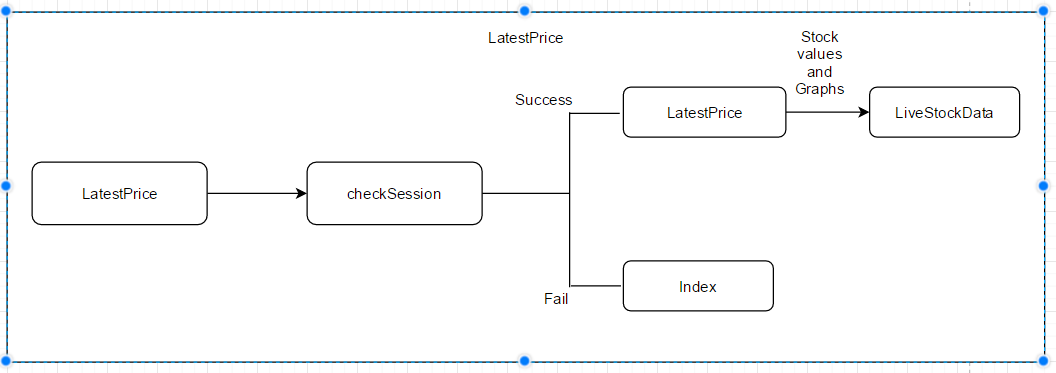 LatestPrice
Stock
values
and
Graphs
Success
LatestPrice
LiveStockData
LatestPrice
checkSession
Index
Fail